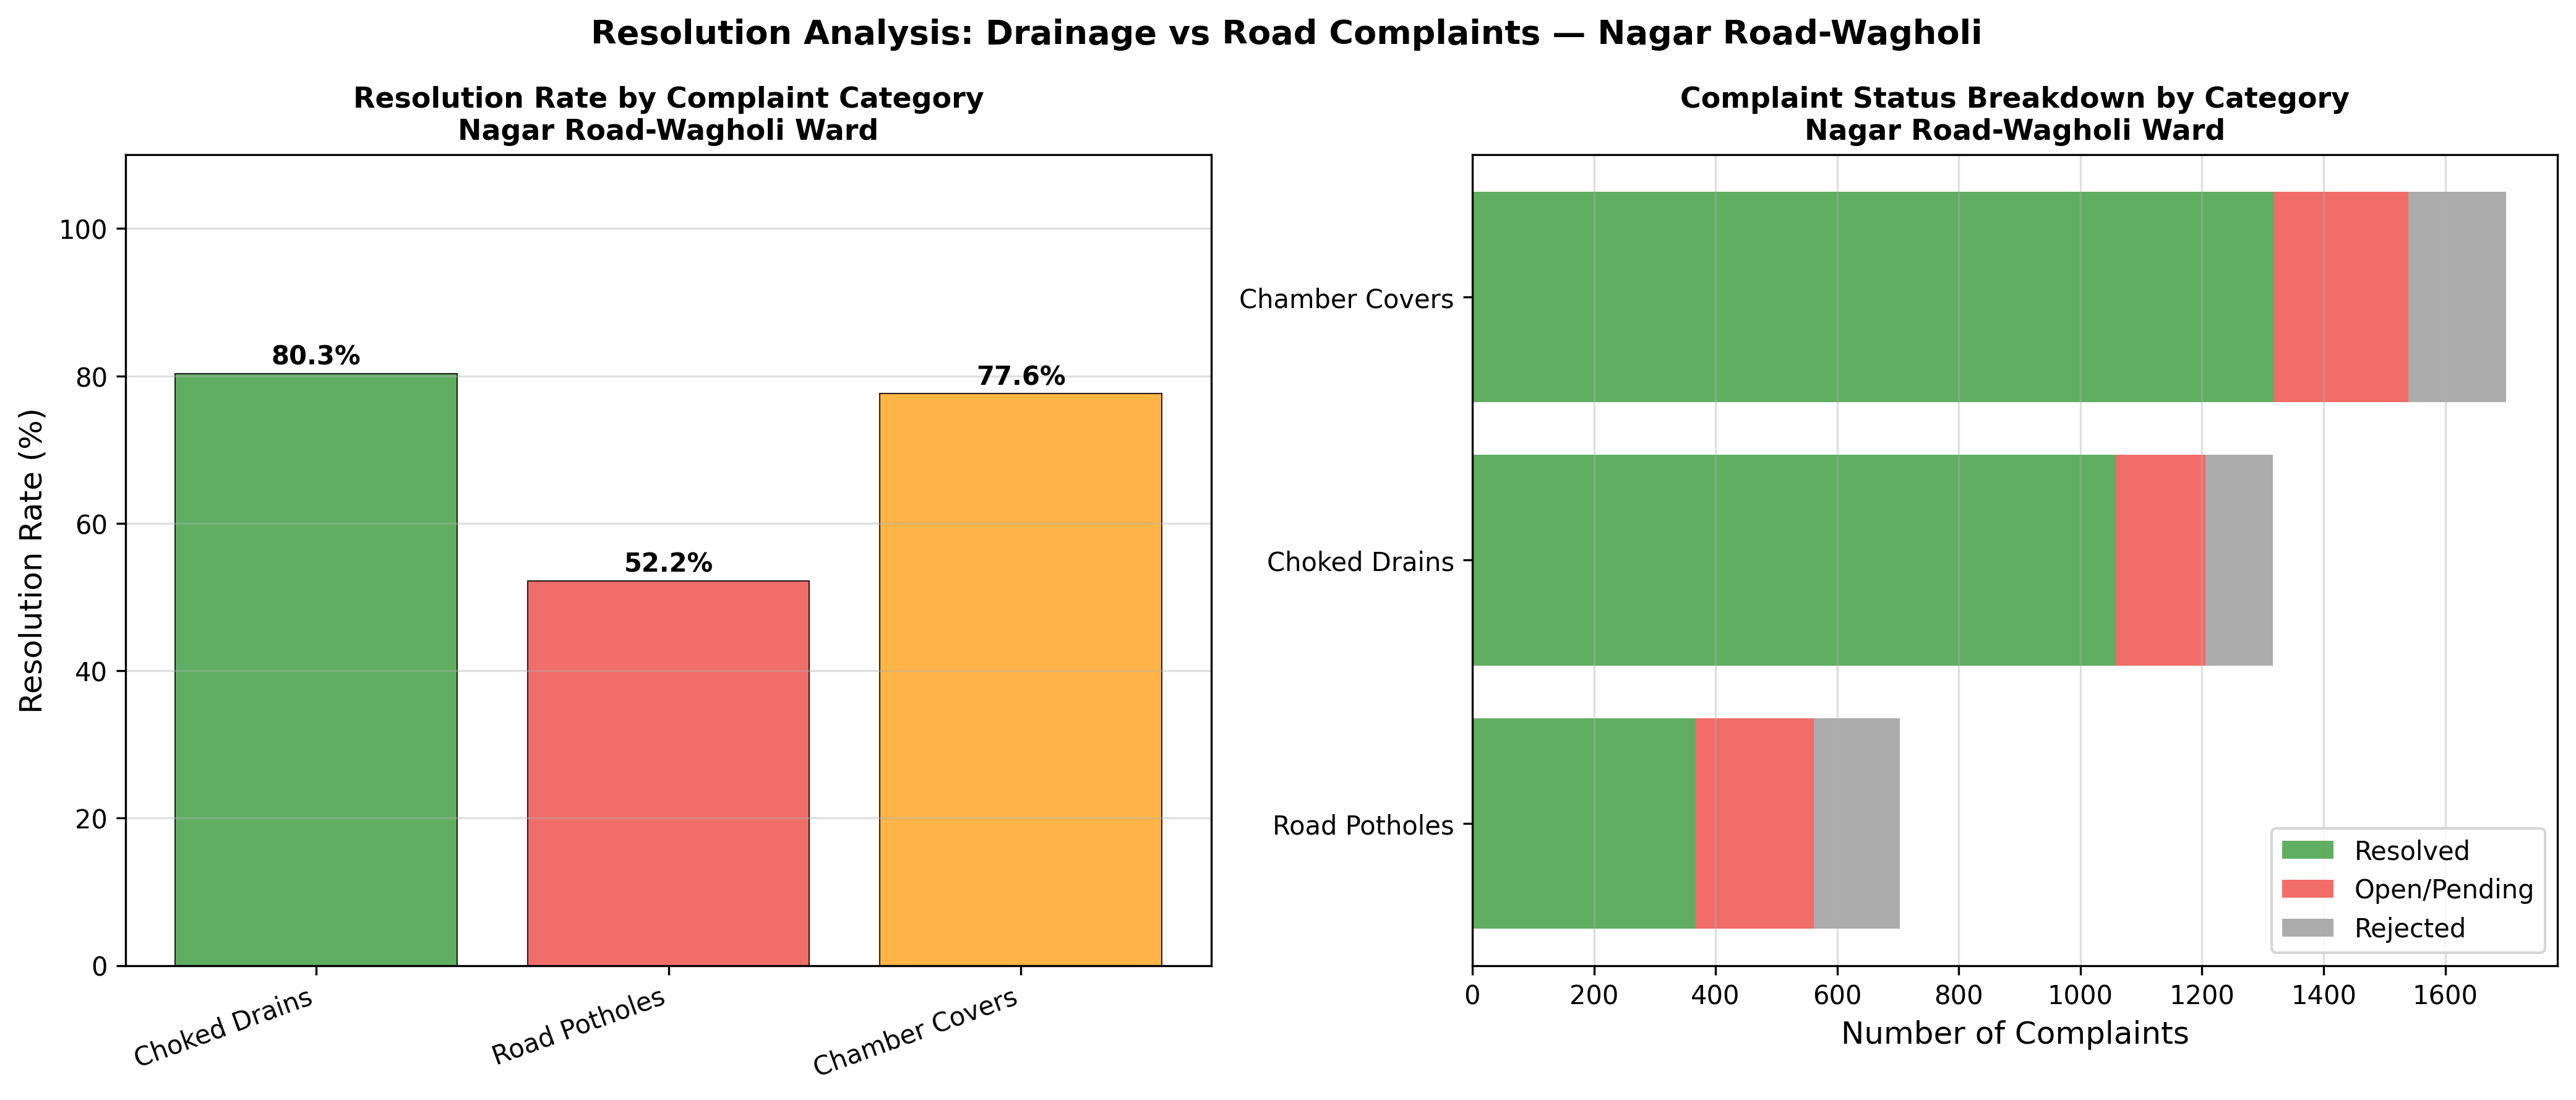 Resolution Analysis: Drainage vs Road Complaints — Nagar Road-Wagholi
Resolution Rate by Complaint Category
Nagar Road-Wagholi Ward
Resolution Rate (%)
100
80
60
40
20
0
80.3%
52.2%
77.6%
Choked Drains
Road Potholes
Chamber Covers
Complaint Status Breakdown by Category
Nagar Road-Wagholi Ward
Chamber Covers
Choked Drains
Road Potholes
Resolved
Open/Pending
Rejected
0 200 400 600 800 1000 1200 1400 1600
Number of Complaints